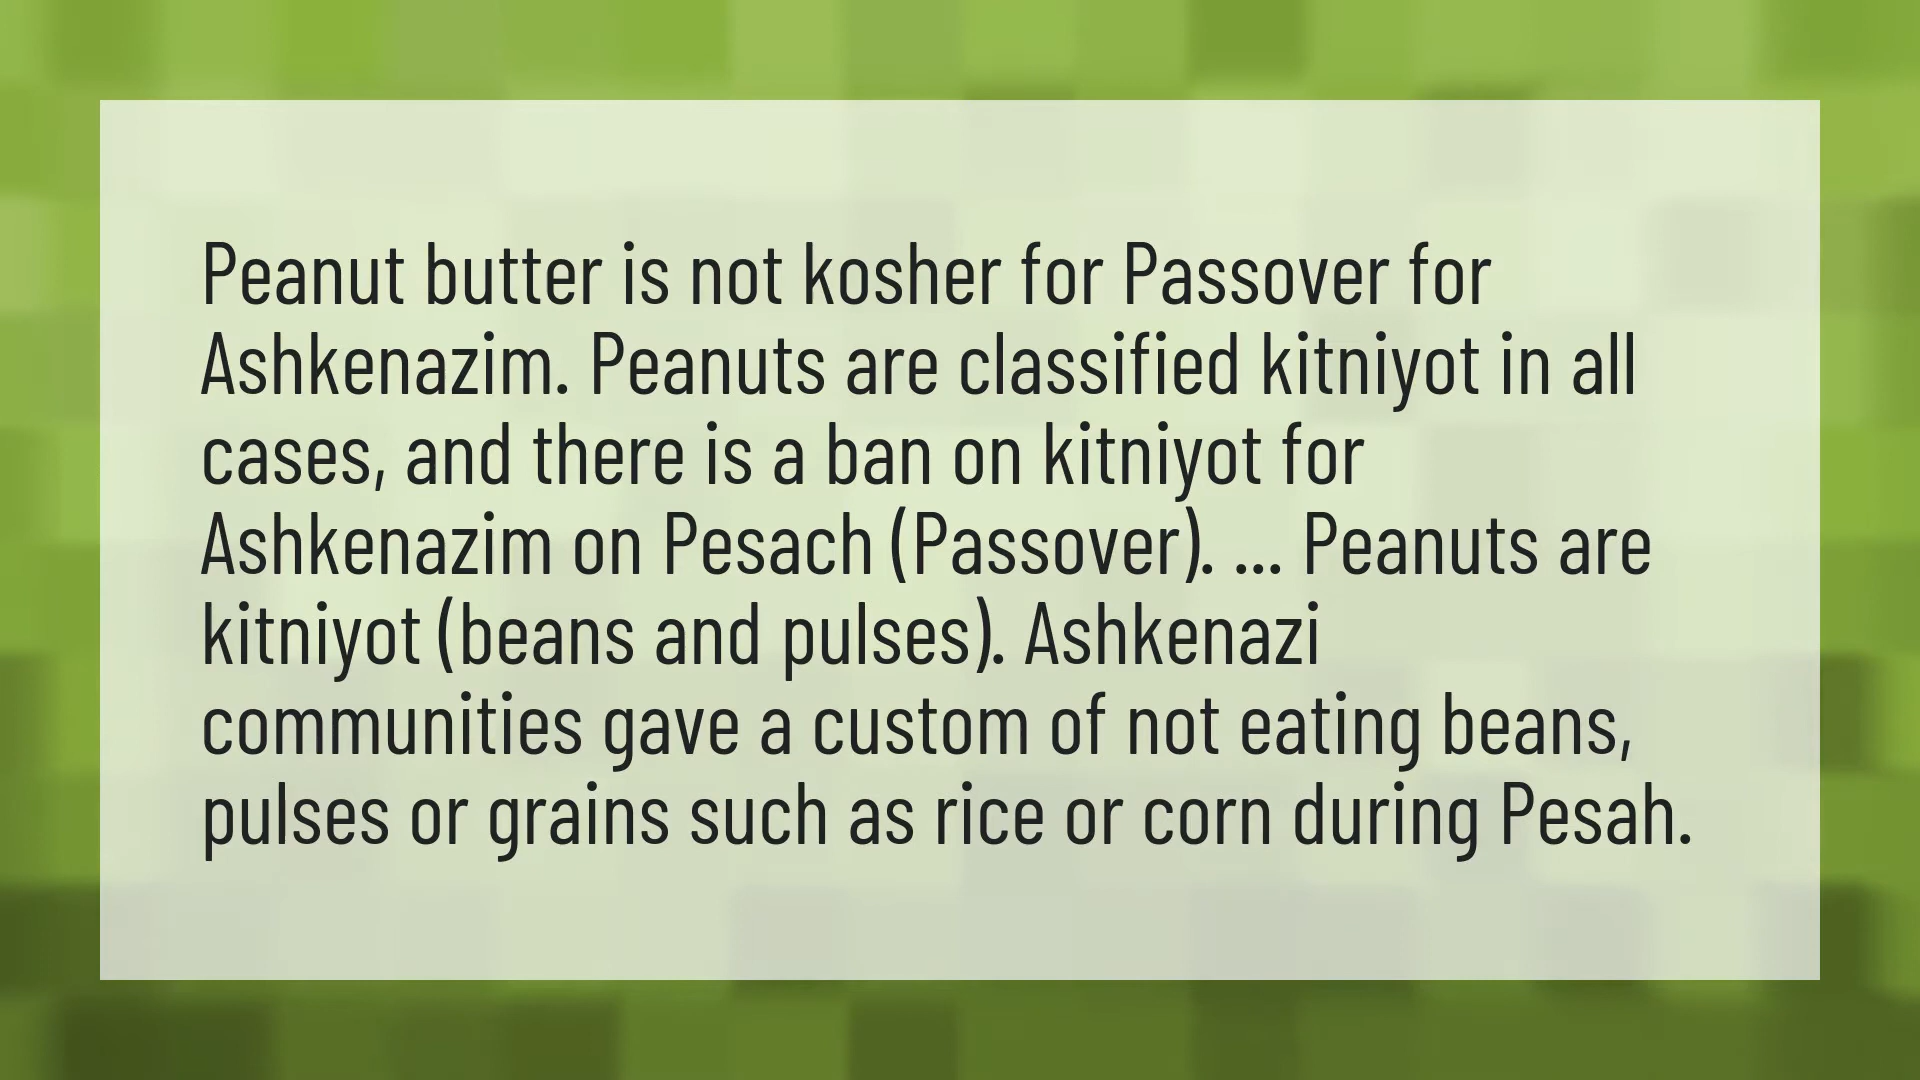 Peanut butter is not kosher for Passover for
Ashkenazim. Peanuts are classified kitniyot in all
cases, and there is a ban on kitniyot for
Ashkenazim on Pesach (Passover). ... Peanuts are
kitniyot (beans and pulses). Ashkenazi
communities gave a custom of not eating beans,
pulses or grains such as rice or corn during Pesah.